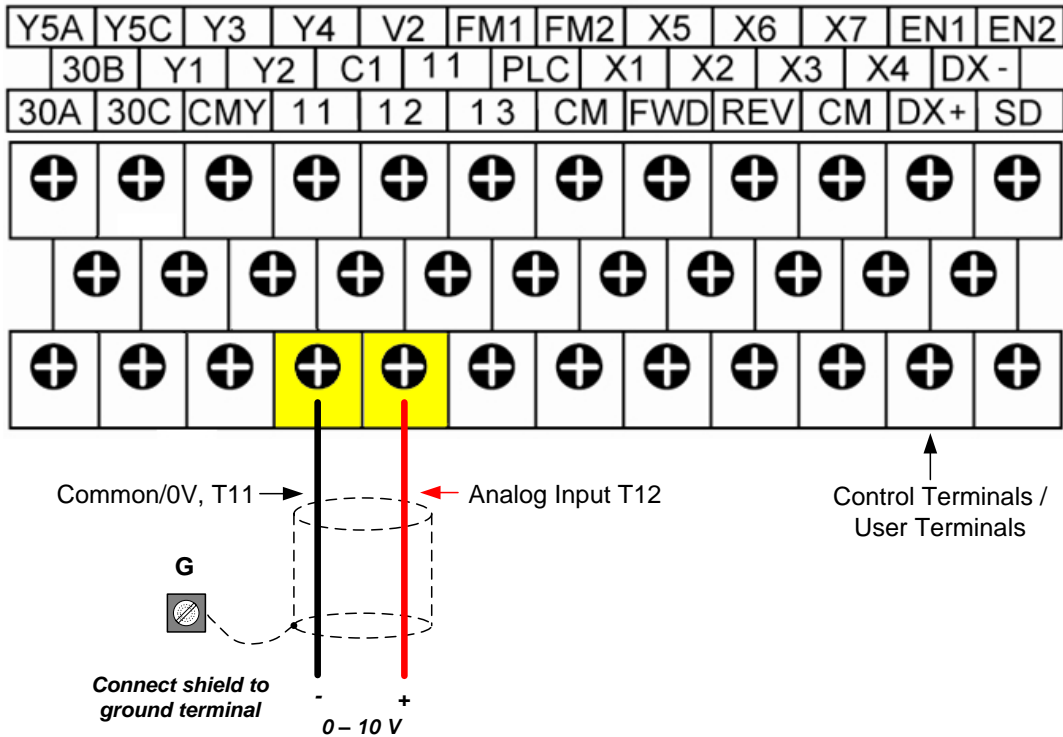 Y5A Y5C Y3 Y4 V2 FM1 FM2 X5 X6 X7 EN1 EN2
30B Y1 Y2 C1 11 PLC X1 X2 X3 X4 DX-
30A 30C CMY 11 12 13 CM FWD REV CM DX+ SD
Common/0V, T11
Analog Input T12
Control Terminals /
User Terminals
G
Connect shield to
ground terminal
- +
0 – 10 V